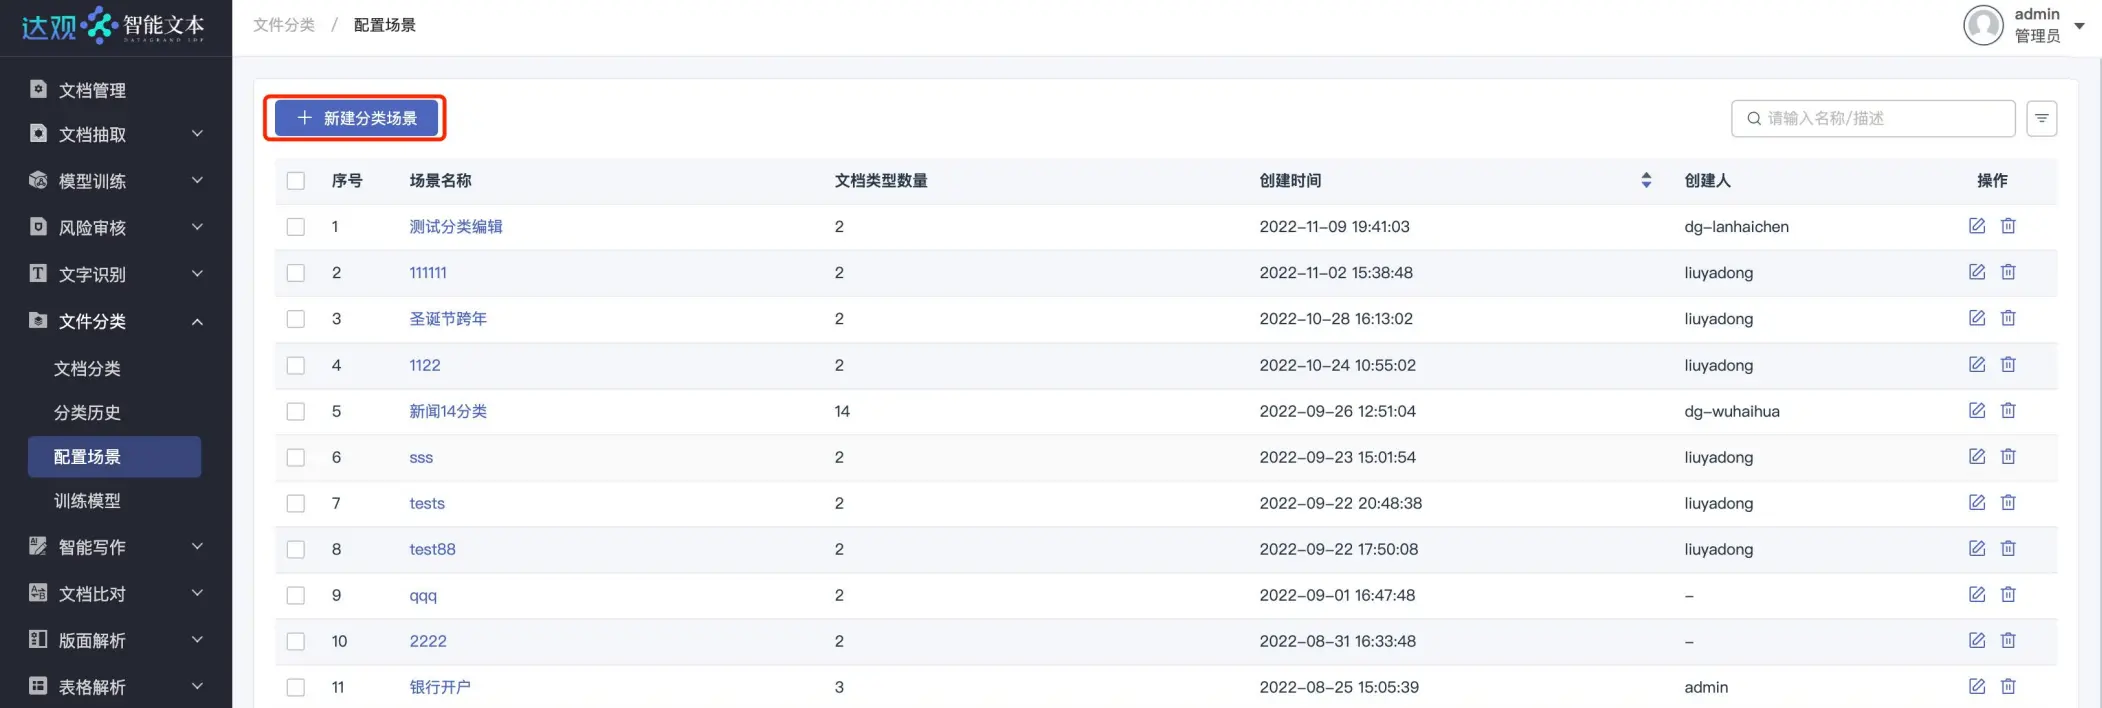 达观 智能文本
DATAGRAND IDP
文件分类 / 配置场景
admin
管理员
文档管理
文档抽取
模型训练
风险审核
文字识别
文件分类
文档分类
分类历史
配置场景
训练模型
智能写作
文档比对
版面解析
表格解析
+ 新建分类场景
请输入名称/描述
序号 场景名称 文档类型数量 创建时间 创建人 操作
1 测试分类编辑 2 2022-11-09 19:41:03 dg-lanhaichen
2 111111 2 2022-11-02 15:38:48 liuyadong
3 圣诞节跨年 2 2022-10-28 16:13:02 liuyadong
4 1122 2 2022-10-24 10:55:02 liuyadong
5 新闻14分类 14 2022-09-26 12:51:04 dg-wuhaihua
6 sss 2 2022-09-23 15:01:54 liuyadong
7 tests 2 2022-09-22 20:48:38 liuyadong
8 test88 2 2022-09-22 17:50:08 liuyadong
9 qqq 2 2022-09-01 16:47:48 -
10 2222 2 2022-08-31 16:33:48 -
11 银行开户 3 2022-08-25 15:05:39 admin